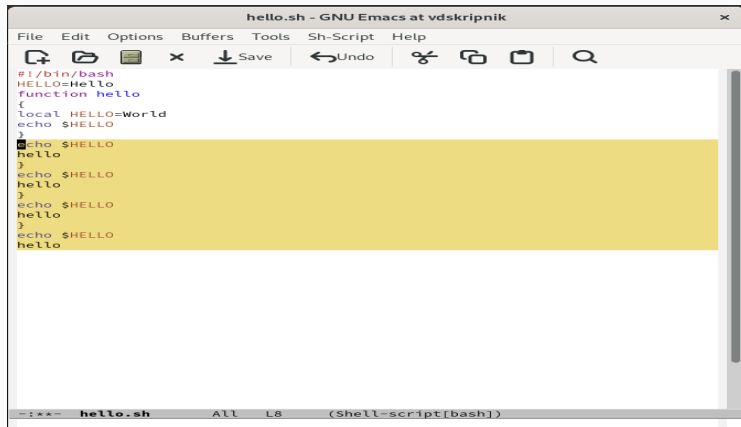 hello.sh - GNU Emacs at vdskripnik ×
File Edit Options Buffers Tools Sh-Script Help
Save Undo
#!/bin/bash
HELLO=Hello
function hello
{
local HELLO=World
echo $HELLO
}
echo $HELLO
hello
}
echo $HELLO
hello
}
echo $HELLO
hello
}
echo $HELLO
hello
-:**- hello.sh All L8 (Shell-script[bash])